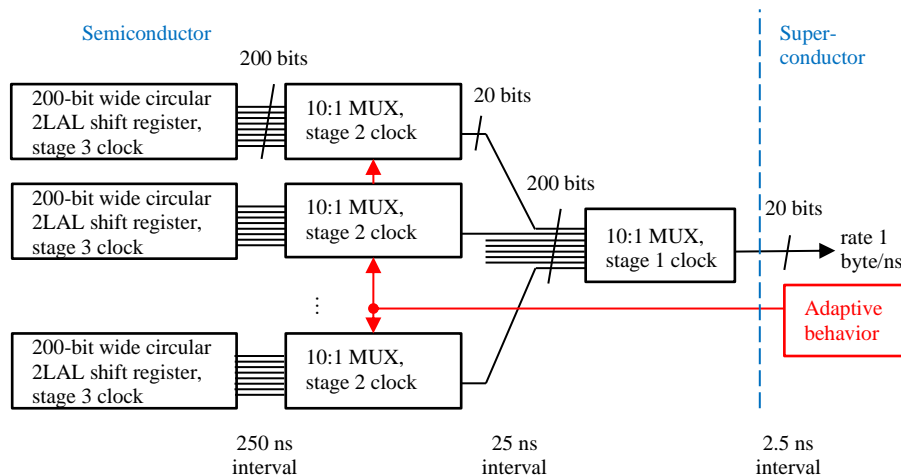 Semiconductor
Super-
conductor
200 bits
200-bit wide circular
2LAL shift register,
stage 3 clock
10:1 MUX,
stage 2 clock
20 bits
200-bit wide circular
2LAL shift register,
stage 3 clock
10:1 MUX,
stage 2 clock
200 bits
10:1 MUX,
stage 1 clock
20 bits
rate 1
byte/ns
Adaptive
behavior
...
200-bit wide circular
2LAL shift register,
stage 3 clock
10:1 MUX,
stage 2 clock
250 ns
interval
25 ns
interval
2.5 ns
interval